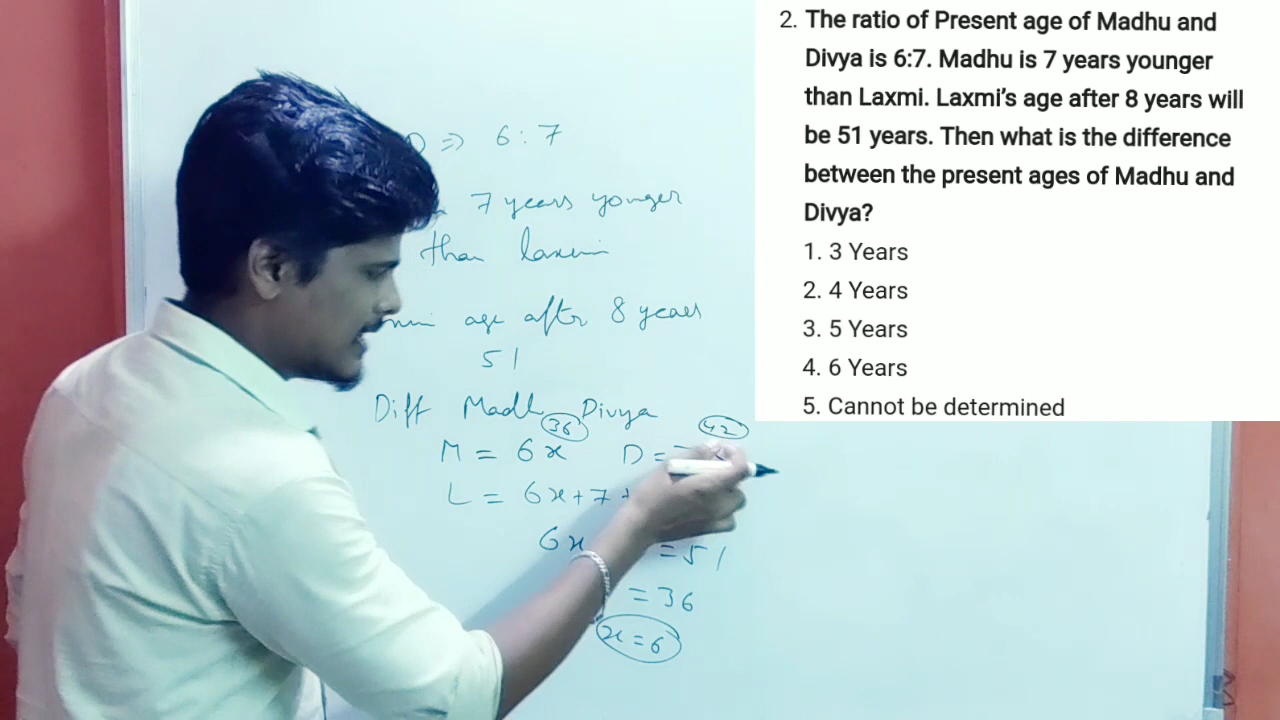 2. The ratio of Present age of Madhu and
Divya is 6:7. Madhu is 7 years younger
than Laxmi. Laxmi's age after 8 years will
be 51 years. Then what is the difference
between the present ages of Madhu and
Divya?
1. 3 Years
2. 4 Years
3. 5 Years
4. 6 Years
5. Cannot be determined
⇒ 6 : 7
7 years yonger
than laxmi
age after 8 years
51
Diff Madh Divya
36 42
M = 6x D =
L = 6x+7+
6x = 51
= 36
x = 6